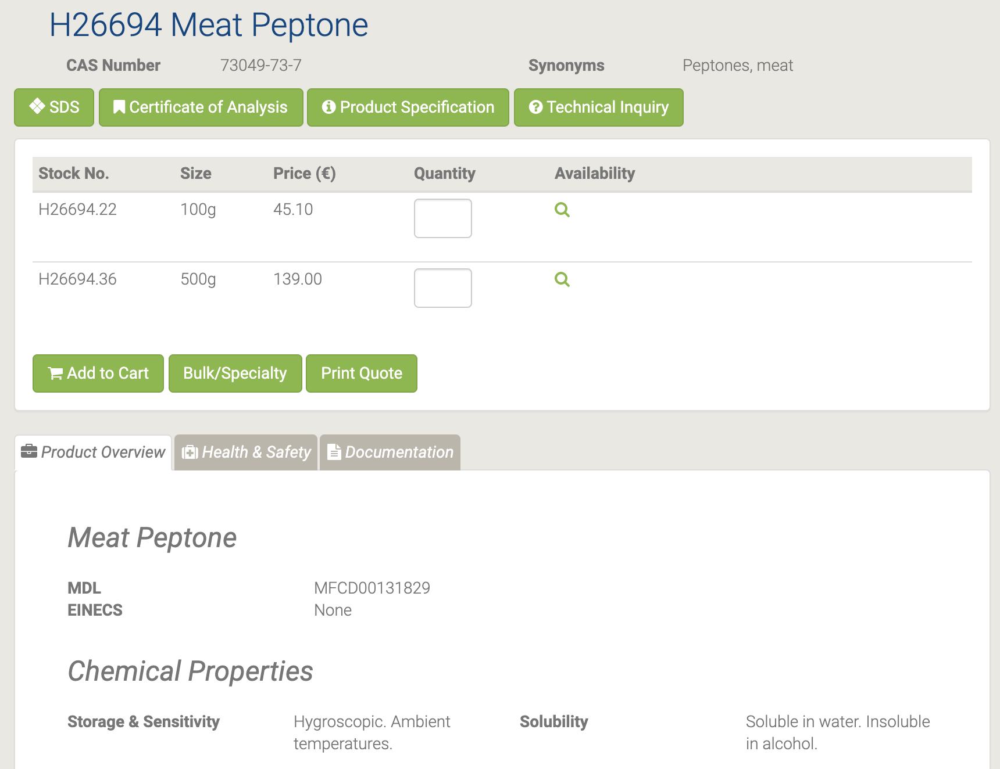 H26694 Meat Peptone
CAS Number 73049-73-7 Synonyms Peptones, meat
SDS Certificate of Analysis Product Specification Technical Inquiry
Stock No. Size Price (€) Quantity Availability
H26694.22 100g 45.10
H26694.36 500g 139.00
Add to Cart Bulk/Specialty Print Quote
Product Overview Health & Safety Documentation
Meat Peptone
MDL MFCD00131829
EINECS None
Chemical Properties
Storage & Sensitivity Hygroscopic. Ambient Solubility Soluble in water. Insoluble
temperatures. in alcohol.